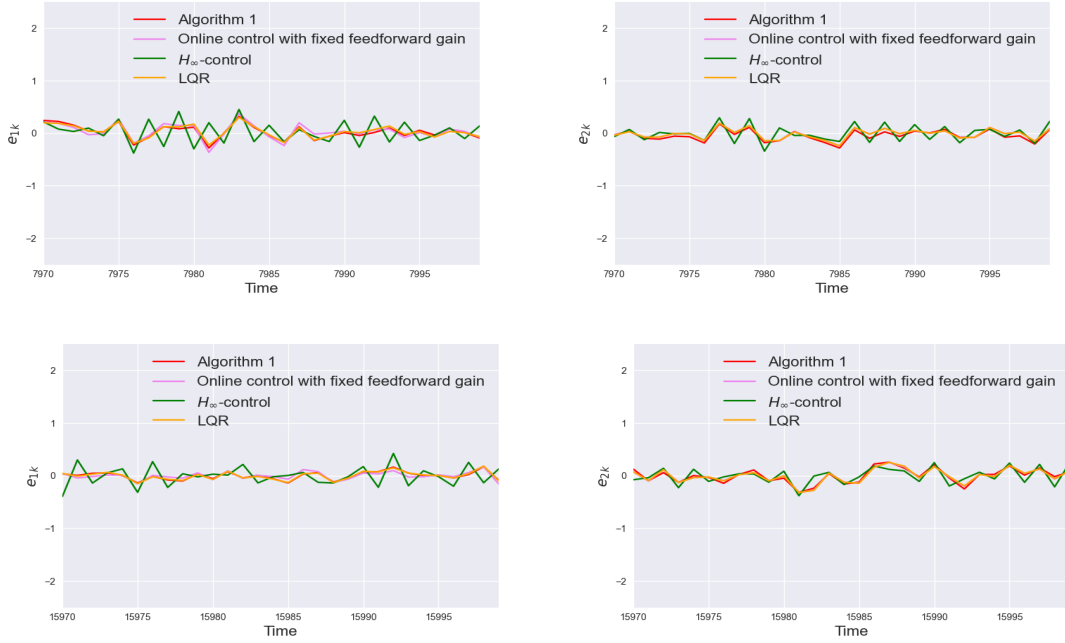 Algorithm 1
Online control with fixed feedforward gain
H∞-control
LQR
2
1
0
−1
−2
e1k
7970 7975 7980 7985 7990 7995
Time
Algorithm 1
Online control with fixed feedforward gain
H∞-control
LQR
2
1
0
−1
−2
e2k
7970 7975 7980 7985 7990 7995
Time
Algorithm 1
Online control with fixed feedforward gain
H∞-control
LQR
2
1
0
−1
−2
e1k
15970 15975 15980 15985 15990 15995
Time
Algorithm 1
Online control with fixed feedforward gain
H∞-control
LQR
2
1
0
−1
−2
e2k
15970 15975 15980 15985 15990 15995
Time